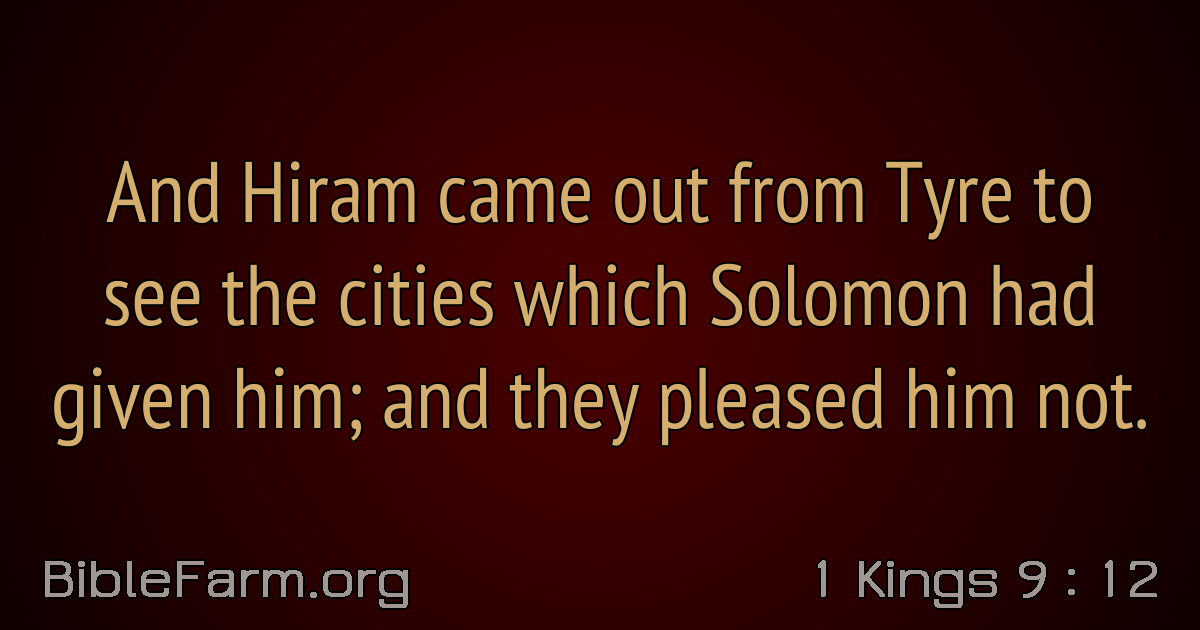 And Hiram came out from Tyre to
see the cities which Solomon had
given him; and they pleased him not.
BibleFarm.org
1 Kings 9 : 12